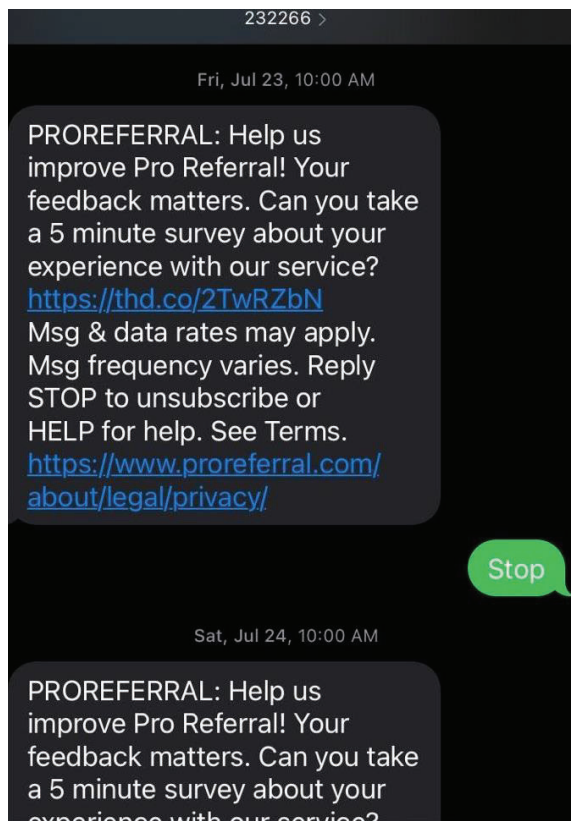 232266 >
Fri, Jul 23, 10:00 AM
PROREFERRAL: Help us
improve Pro Referral! Your
feedback matters. Can you take
a 5 minute survey about your
experience with our service?
https://thd.co/2TwRZbN
Msg & data rates may apply.
Msg frequency varies. Reply
STOP to unsubscribe or
HELP for help. See Terms.
https://www.proreferral.com/
about/legal/privacy/
Stop
Sat, Jul 24, 10:00 AM
PROREFERRAL: Help us
improve Pro Referral! Your
feedback matters. Can you take
a 5 minute survey about your
experience with our service?